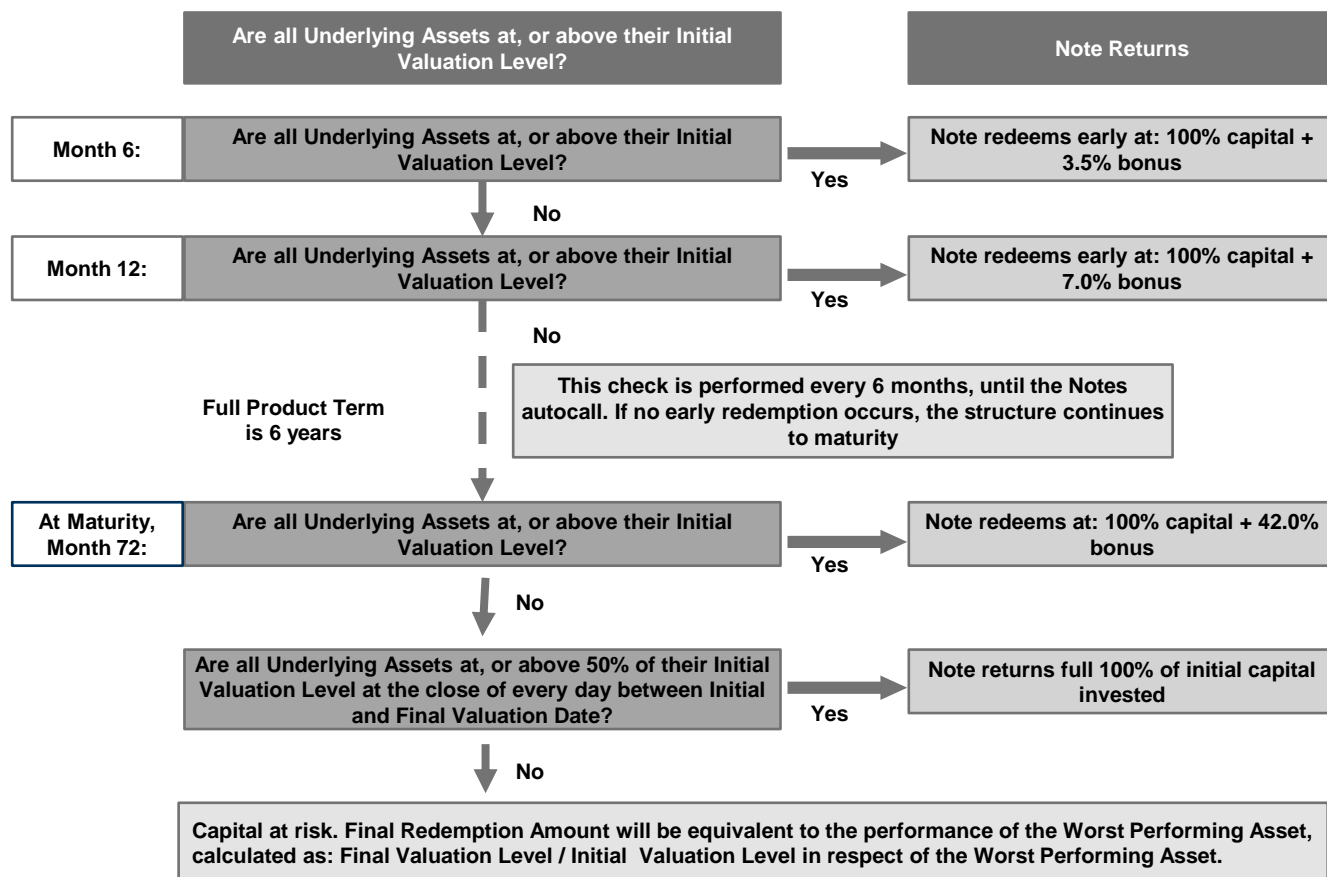 Are all Underlying Assets at, or above their Initial
Valuation Level?
Note Returns
Month 6:
Are all Underlying Assets at, or above their Initial
Valuation Level?
Yes
Note redeems early at: 100% capital +
3.5% bonus
No
Month 12:
Are all Underlying Assets at, or above their Initial
Valuation Level?
Yes
Note redeems early at: 100% capital +
7.0% bonus
No
Full Product Term
is 6 years
This check is performed every 6 months, until the Notes
autocall. If no early redemption occurs, the structure continues
to maturity
At Maturity,
Month 72:
Are all Underlying Assets at, or above their Initial
Valuation Level?
Yes
Note redeems at: 100% capital + 42.0%
bonus
No
Are all Underlying Assets at, or above 50% of their Initial
Valuation Level at the close of every day between Initial
and Final Valuation Date?
Yes
Note returns full 100% of initial capital
invested
No
Capital at risk. Final Redemption Amount will be equivalent to the performance of the Worst Performing Asset,
calculated as: Final Valuation Level / Initial Valuation Level in respect of the Worst Performing Asset.